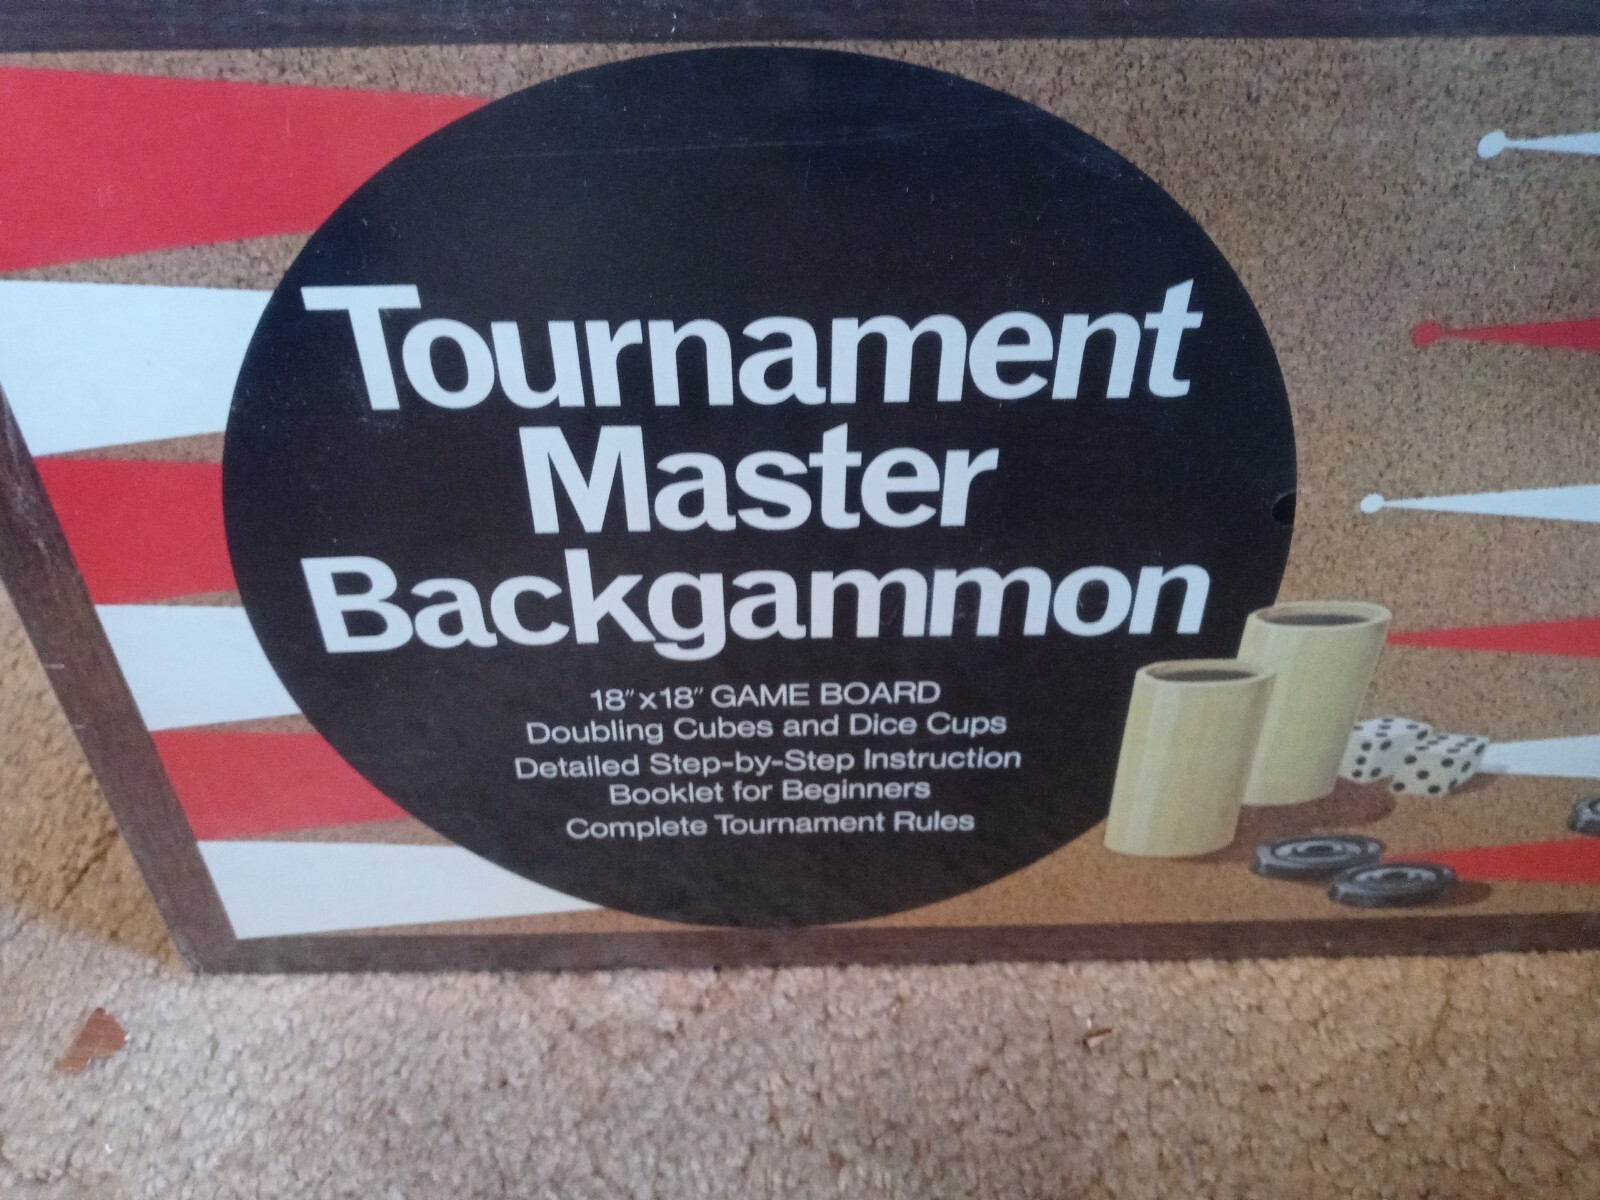 Tournament
Master
Backgammon
18"x18" GAME BOARD
Doubling Cubes and Dice Cups
Detailed Step-by-Step Instruction
Booklet for Beginners
Complete Tournament Rules